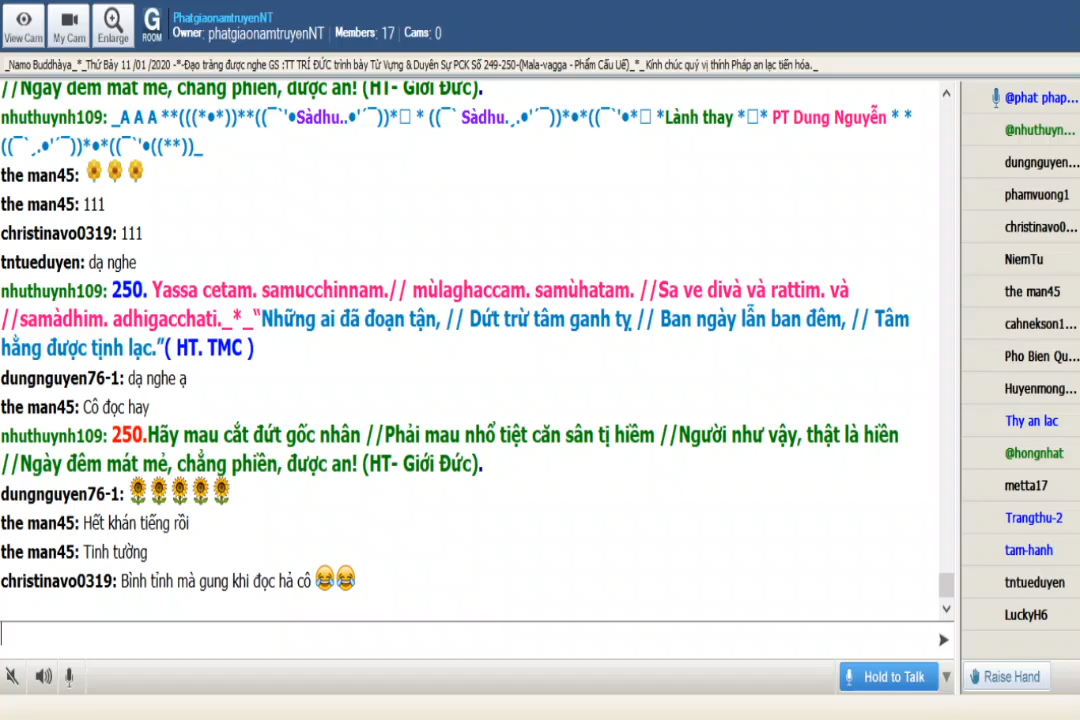 View Cam
My Cam
Enlarge
G
ROOM
PhatgiaonamtruyenNT
Owner: phatgiaonamtruyenNT | Members: 17 | Cams: 0
_Namo Buddhàya_*_Thứ Bảy 11 /01 /2020 -*-Đạo tràng được nghe GS :TT TRÍ ĐỨC trình bày Từ Vựng &Duyên Sự PCK Số 249-250-(Mala-vagga - Phẩm Cấu Uế)_*_ Kính chúc quý vị thính Pháp an lạc tiến hóa._
//Ngày đêm mát mẻ, chẳng phiền, được an! (HT- Giới Đức).
nhuthuynh109: _A A A **(((*•*))**((¯`'•Sàdhu..•'´¯))*□ * ((¯` Sàdhu.¸.•'´¯))*•*((¯`'•*□ *Lành thay *□* PT Dung Nguyễn * *
((¯`¸.•'´¯))*•*((¯`'•((**))_
the man45:
the man45: 111
christinavo0319: 111
tntueduyen: dạ nghe
nhuthuynh109: 250. Yassa cetam. samucchinnam.// mùlaghaccam. samùhatam. //Sa ve divà và rattim. và
//samàdhim. adhigacchati._*_“Những ai đã đoạn tận, // Dứt trừ tâm ganh tỵ // Ban ngày lẫn ban đêm, // Tâm
hằng được tịnh lạc.”( HT. TMC )
dungnguyen76-1: dạ nghe ạ
the man45: Cô đọc hay
nhuthuynh109: 250.Hãy mau cắt đứt gốc nhân //Phải mau nhổ tiệt căn sân tị hiềm //Người như vậy, thật là hiền
//Ngày đêm mát mẻ, chẳng phiền, được an! (HT- Giới Đức).
dungnguyen76-1:
the man45: Hết khán tiếng rồi
the man45: Tinh tường
christinavo0319: Bình tỉnh mà gung khi đọc hả cô
@phat phap...
@nhuthuyn...
dungnguyen...
phamvuong1
christinavo0...
NiemTu
the man45
cahnekson1...
Pho Bien Qu...
Huyenmong...
Thy an lac
@hongnhat
metta17
Trangthu-2
tam-hanh
tntueduyen
LuckyH6
Hold to Talk
Raise Hand